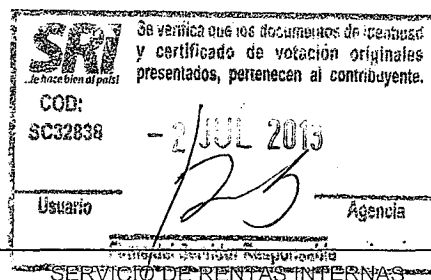 SRi
...le hace bien al país!
Se verifica que los documentos de identidad
y certificado de votación originales
presentados, pertenecen al contribuyente.
COD:
SC32838
- 2 JUL 2013
Usuario
Agencia
SERVICIO DE RENTAS INTERNAS